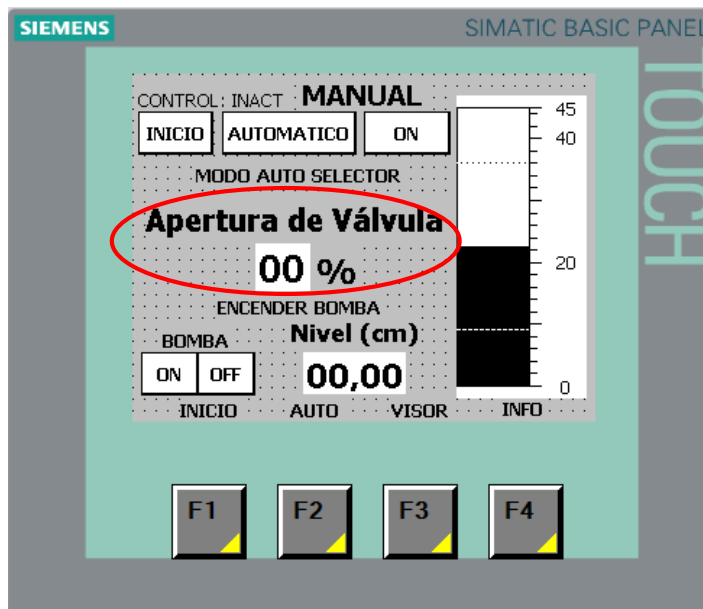 SIEMENS
SIMATIC BASIC PANEL
TOUCH
CONTROL: INACT MANUAL
INICIO AUTOMATICO ON
MODO AUTO SELECTOR
Apertura de Válvula
00 %
ENCENDER BOMBA
BOMBA Nivel (cm)
ON OFF 00,00
45
40
20
0
INICIO AUTO VISOR INFO
F1 F2 F3 F4